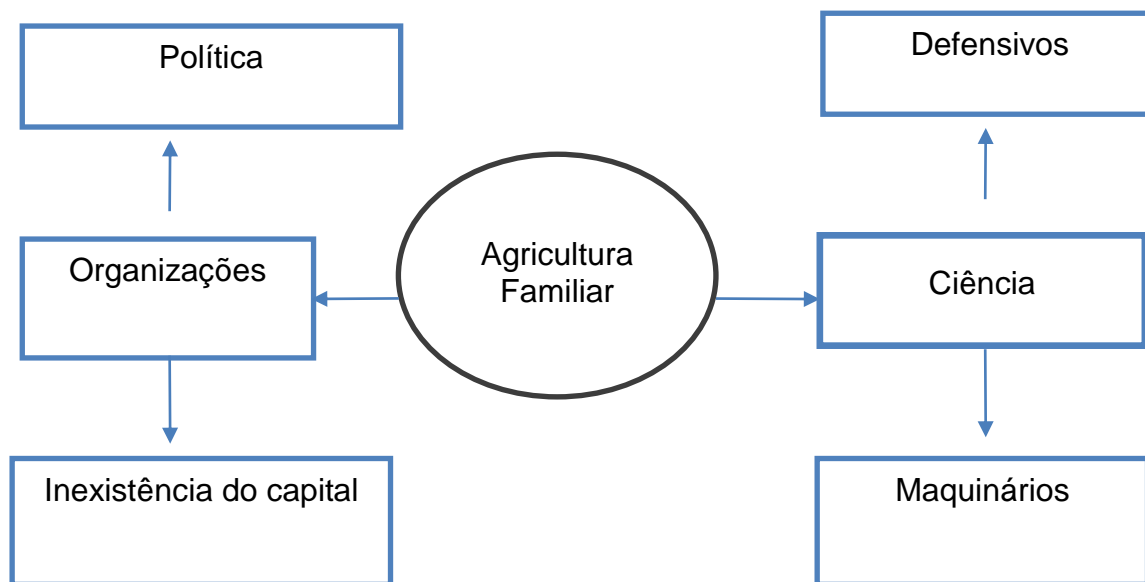 Política
Defensivos
Organizações
Agricultura
Familiar
Ciência
Inexistência do capital
Maquinários